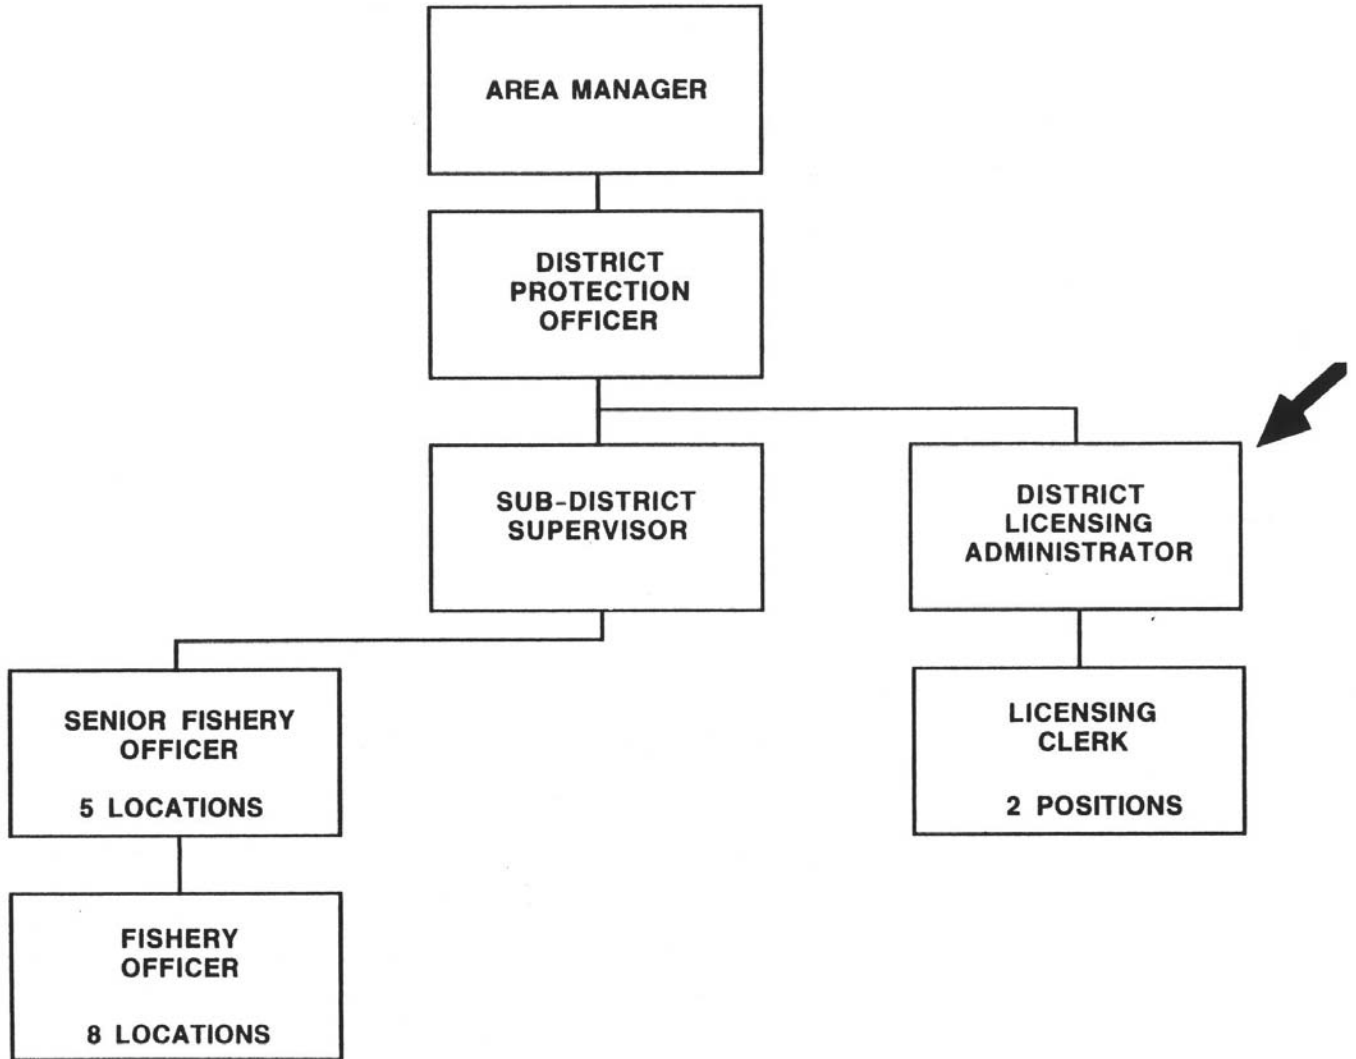 AREA MANAGER
DISTRICT
PROTECTION
OFFICER
SUB-DISTRICT
SUPERVISOR
DISTRICT
LICENSING
ADMINISTRATOR
SENIOR FISHERY
OFFICER
5 LOCATIONS
LICENSING
CLERK
2 POSITIONS
FISHERY
OFFICER
8 LOCATIONS